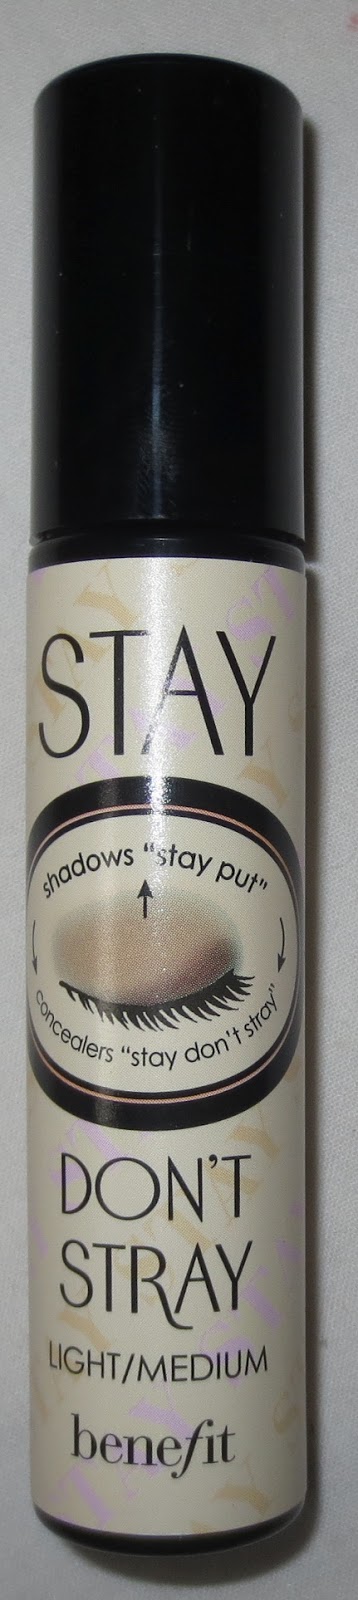 STAY
shadows "stay put"
concealers "stay don't stray"
DON'T
STRAY
LIGHT/MEDIUM
benefit